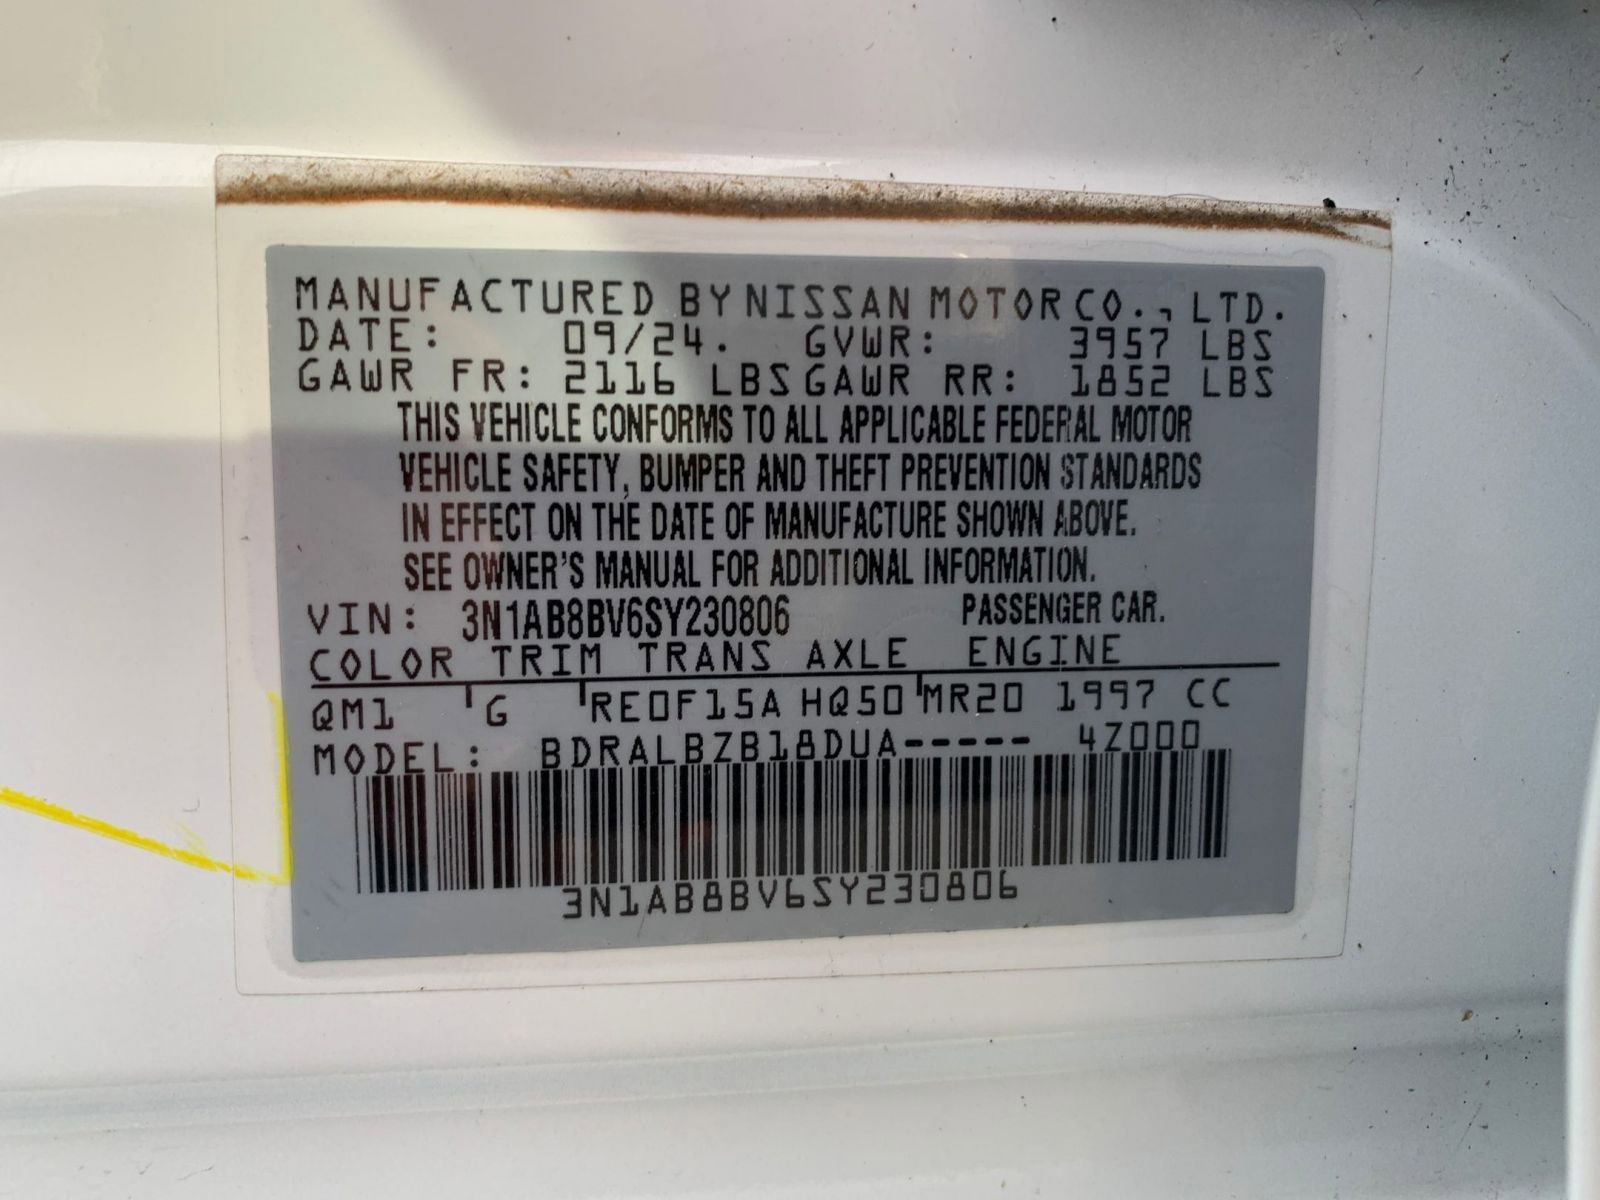 MANUFACTURED BY NISSAN MOTOR CO., LTD.
DATE: 09/24. GVWR: 3957 LBS
GAWR FR: 2116 LBS GAWR RR: 1852 LBS
THIS VEHICLE CONFORMS TO ALL APPLICABLE FEDERAL MOTOR
VEHICLE SAFETY, BUMPER AND THEFT PREVENTION STANDARDS
IN EFFECT ON THE DATE OF MANUFACTURE SHOWN ABOVE.
SEE OWNER'S MANUAL FOR ADDITIONAL INFORMATION.
VIN: 3N1AB8BV6SY230806 PASSENGER CAR.
COLOR TRIM TRANS AXLE ENGINE
QM1 G RE0F15A HQ50 MR20 1997 CC
MODEL: BDRALBZB18DUA----- 4Z000
3N1AB8BV6SY230806